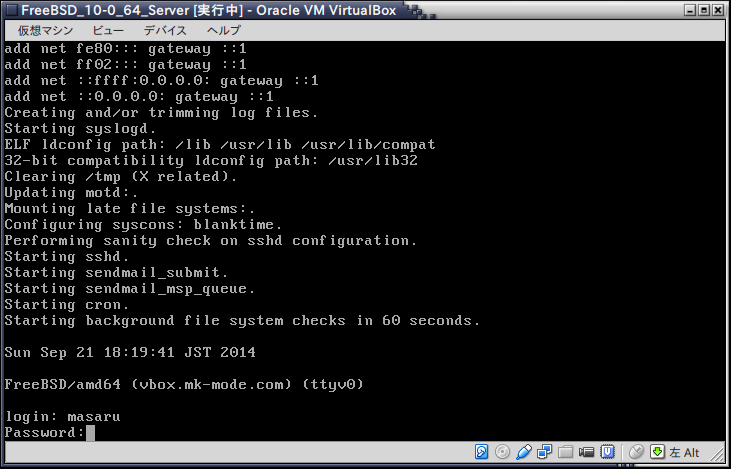 FreeBSD_10-0_64_Server [実行中] - Oracle VM VirtualBox
仮想マシン ビュー デバイス ヘルプ
add net fe80::: gateway ::1
add net ff02::: gateway ::1
add net ::ffff:0.0.0.0: gateway ::1
add net ::0.0.0.0: gateway ::1
Creating and/or trimming log files.
Starting syslogd.
ELF ldconfig path: /lib /usr/lib /usr/lib/compat
32-bit compatibility ldconfig path: /usr/lib32
Clearing /tmp (X related).
Updating motd:.
Mounting late file systems:.
Configuring syscons: blanktime.
Performing sanity check on sshd configuration.
Starting sshd.
Starting sendmail_submit.
Starting sendmail_msp_queue.
Starting cron.
Starting background file system checks in 60 seconds.
Sun Sep 21 18:19:41 JST 2014
FreeBSD/amd64 (vbox.mk-mode.com) (ttyv0)
login: masaru
Password:
左 Alt